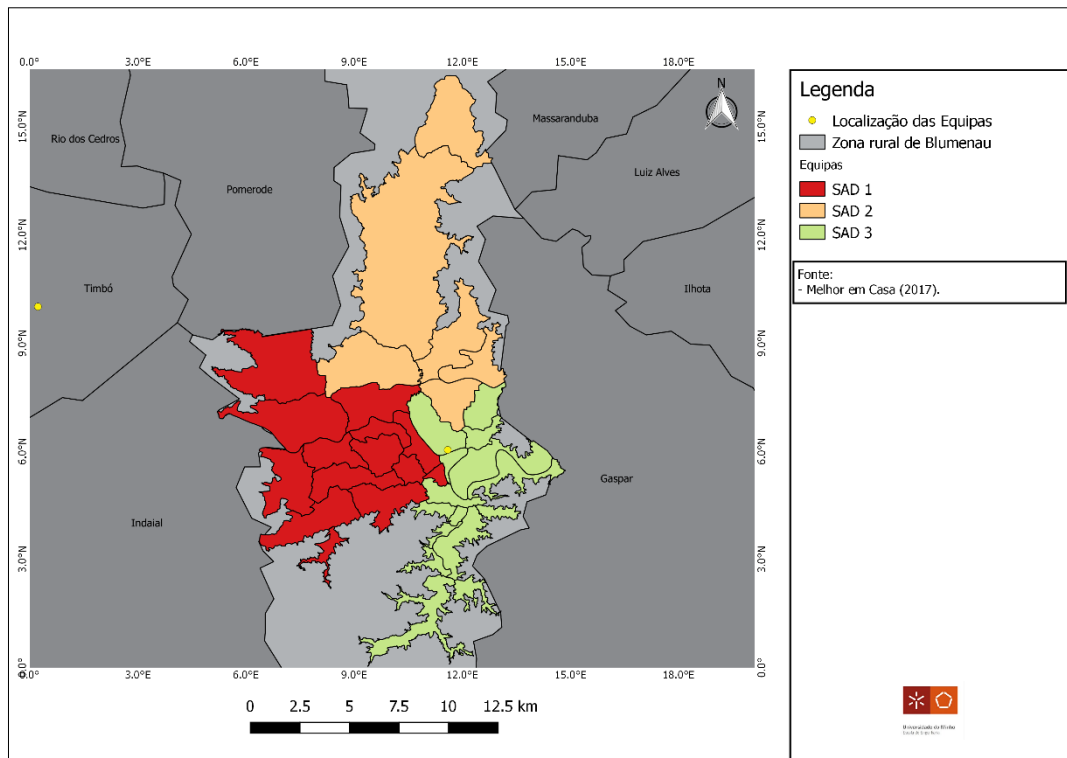 0.0° 3.0°E 6.0°E 9.0°E 12.0°E 15.0°E 18.0°E
N
15.0°N 15.0°N
Massaranduba
Rio dos Cedros
Luiz Alves
Pomerode
12.0°N 12.0°N
Timbó
Ilhota
9.0°N 9.0°N
6.0°N 6.0°N
Gaspar
Indaial
3.0°N 3.0°N
0.0° 0.0°
0.0° 3.0°E 6.0°E 9.0°E 12.0°E 15.0°E 18.0°E
0 2.5 5 7.5 10 12.5 km
Legenda
Localização das Equipas
Zona rural de Blumenau
Equipas
SAD 1
SAD 2
SAD 3
Fonte:
- Melhor em Casa (2017).
Universidade do Minho